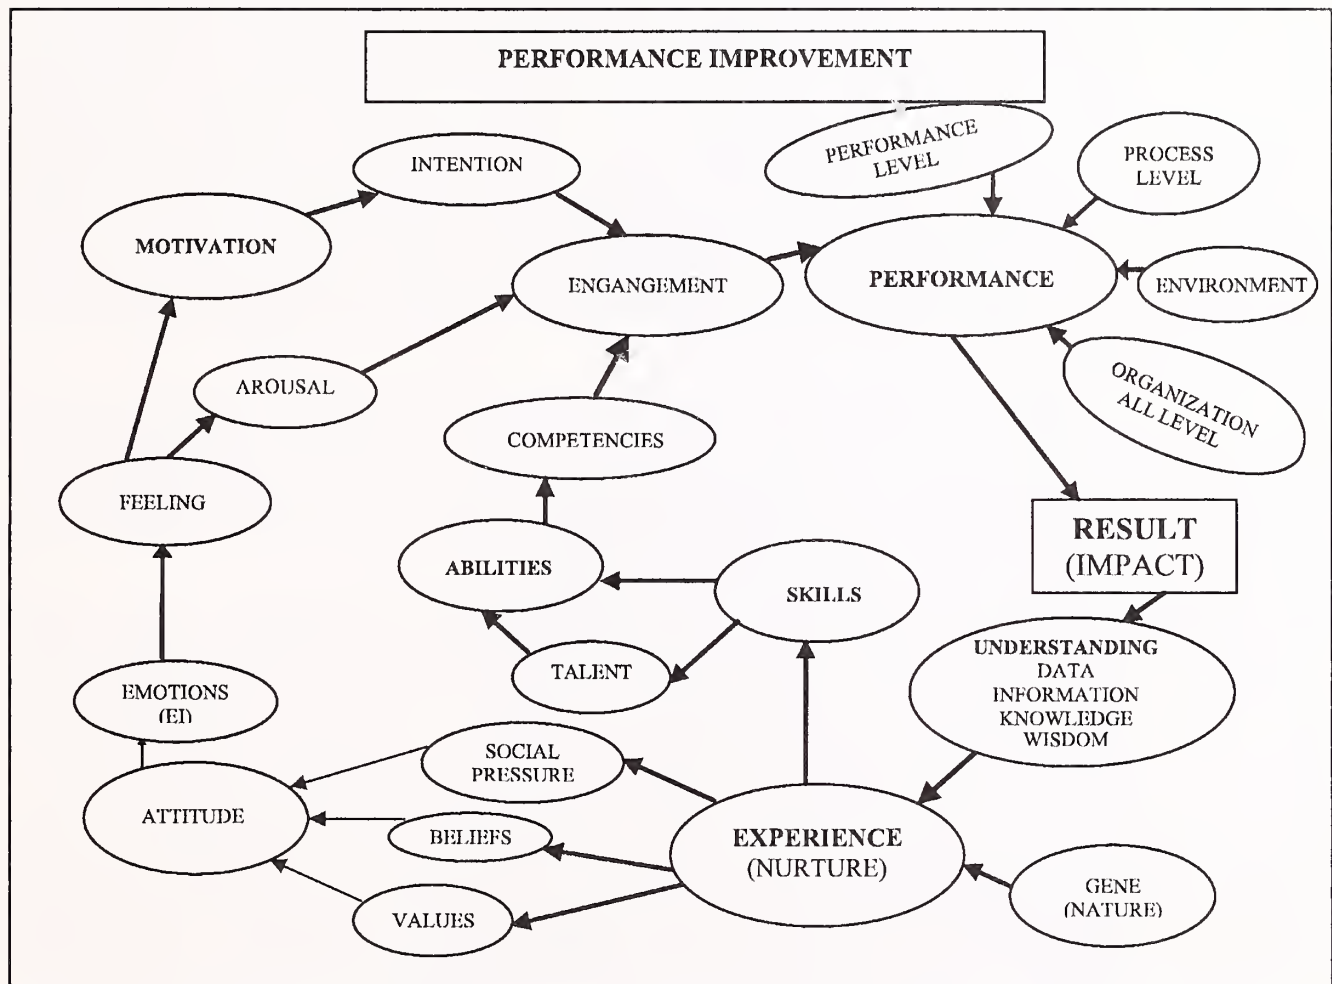 PERFORMANCE IMPROVEMENT
INTENTION
PERFORMANCE
LEVEL
PROCESS
LEVEL
MOTIVATION
ENGANGEMENT
PERFORMANCE
ENVIRONMENT
AROUSAL
ORGANIZATION
ALL LEVEL
COMPETENCIES
FEELING
RESULT
(IMPACT)
ABILITIES
SKILLS
UNDERSTANDING
DATA
INFORMATION
KNOWLEDGE
WISDOM
TALENT
EMOTIONS
(EI)
SOCIAL
PRESSURE
ATTITUDE
BELIEFS
EXPERIENCE
(NURTURE)
GENE
(NATURE)
VALUES